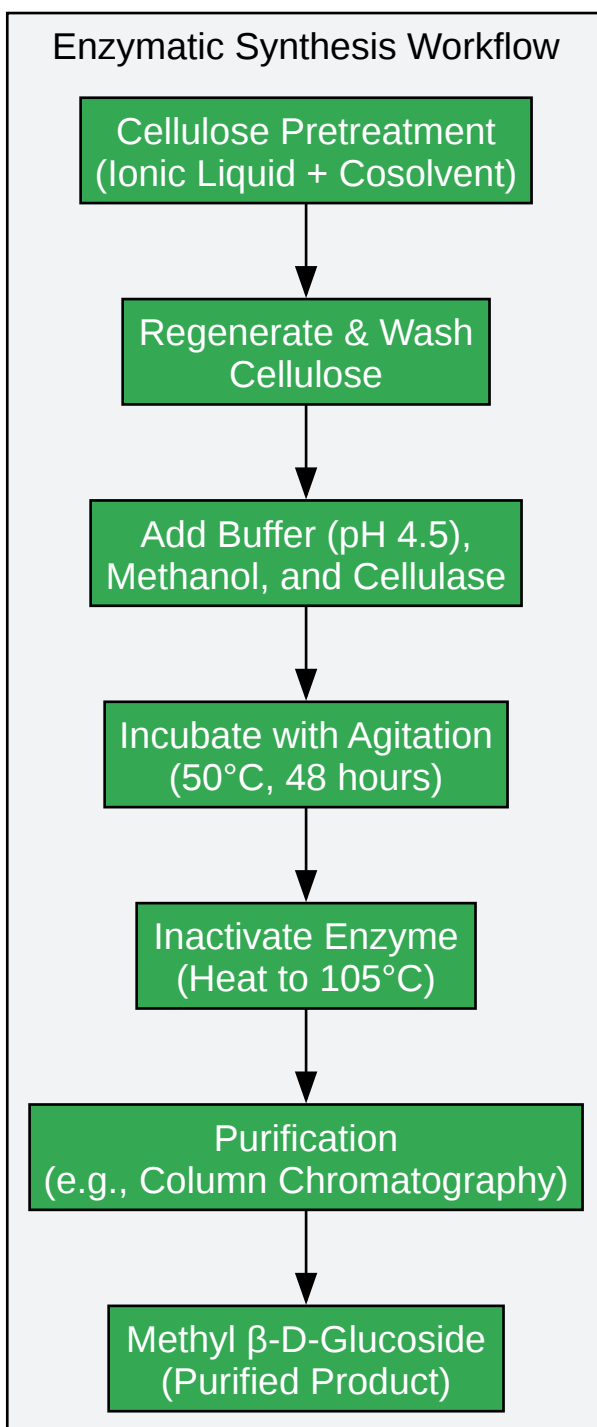 Enzymatic Synthesis Workflow
Cellulose Pretreatment
(Ionic Liquid + Cosolvent)
Regenerate & Wash
Cellulose
Add Buffer (pH 4.5),
Methanol, and Cellulase
Incubate with Agitation
(50°C, 48 hours)
Inactivate Enzyme
(Heat to 105°C)
Purification
(e.g., Column Chromatography)
Methyl β-D-Glucoside
(Purified Product)